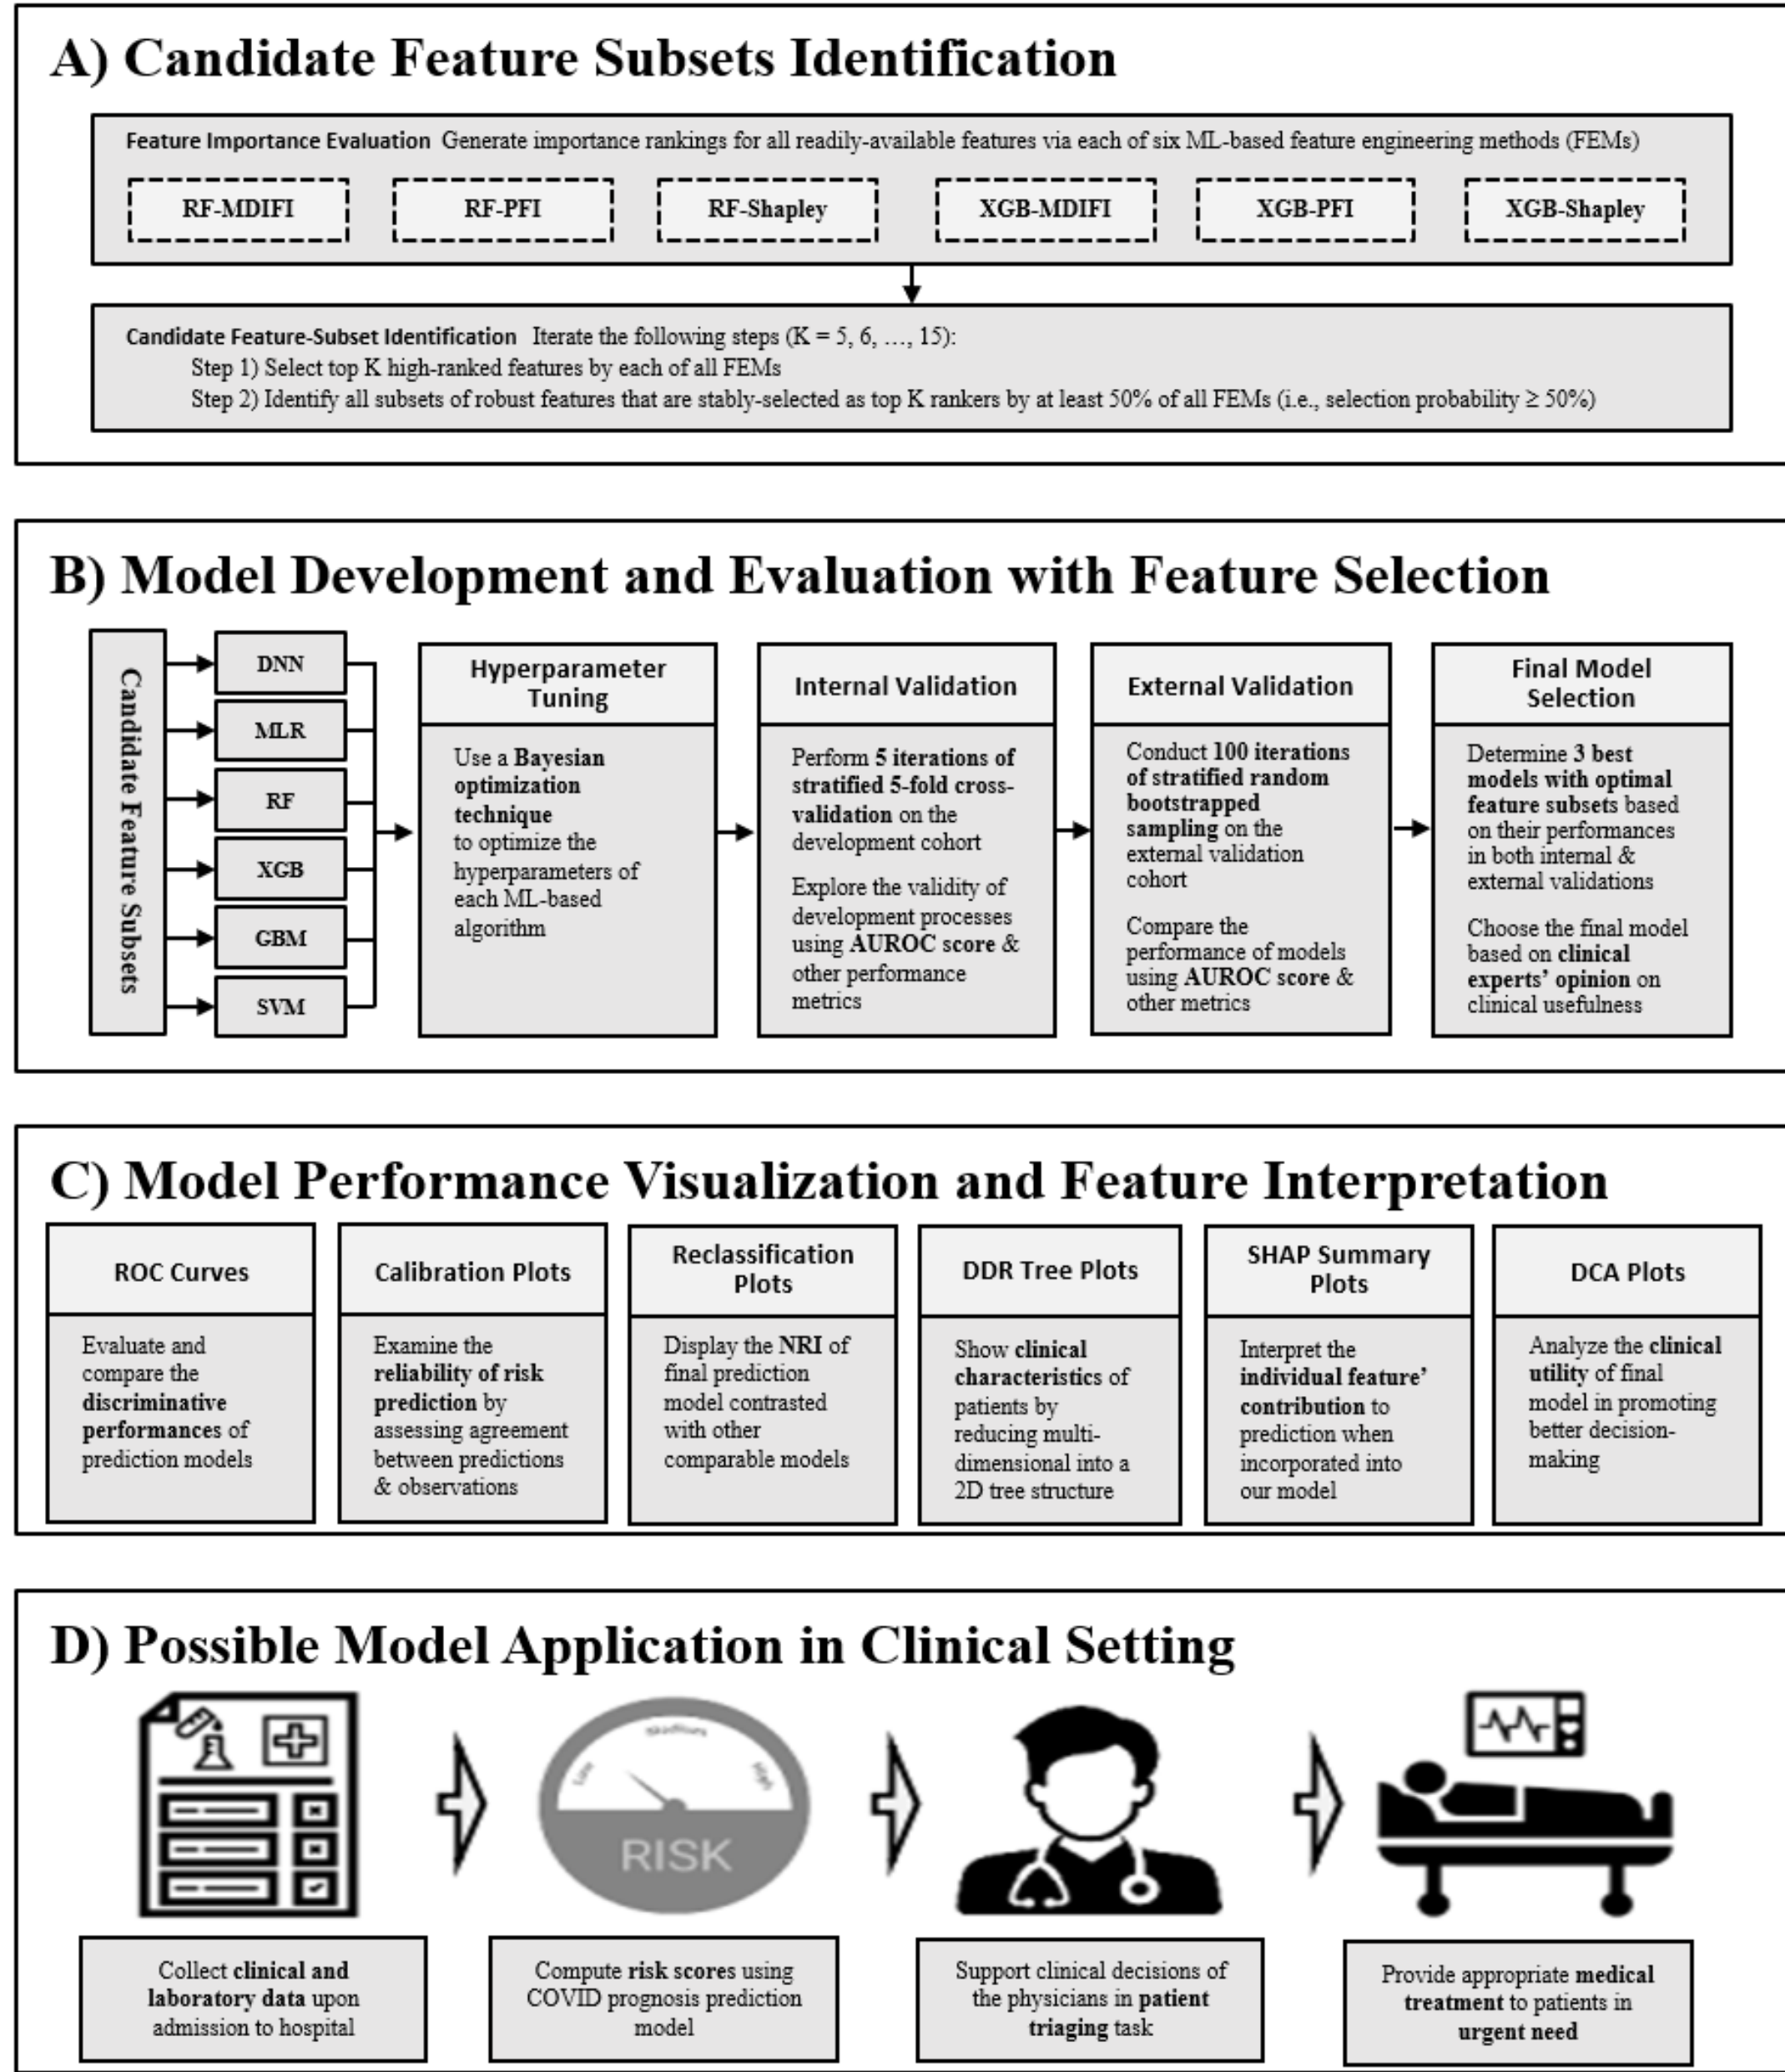 A) Candidate Feature Subsets Identification
Feature Importance Evaluation Generate importance rankings for all readily-available features via each of six ML-based feature engineering methods (FEMs)
RF-MDIFI
RF-PFI
RF-Shapley
XGB-MDIFI
XGB-PFI
XGB-Shapley
Candidate Feature-Subset Identification Iterate the following steps (K = 5, 6, …, 15):
Step 1) Select top K high-ranked features by each of all FEMs
Step 2) Identify all subsets of robust features that are stably-selected as top K rankers by at least 50% of all FEMs (i.e., selection probability ≥ 50%)
B) Model Development and Evaluation with Feature Selection
Candidate Feature Subsets
DNN
MLR
RF
XGB
GBM
SVM
Hyperparameter
Tuning
Use a Bayesian
optimization
technique
to optimize the
hyperparameters of
each ML-based
algorithm
Internal Validation
Perform 5 iterations of
stratified 5-fold cross-
validation on the
development cohort
Explore the validity of
development processes
using AUROC score &
other performance
metrics
External Validation
Conduct 100 iterations
of stratified random
bootstrapped
sampling on the
external validation
cohort
Compare the
performance of models
using AUROC score &
other metrics
Final Model
Selection
Determine 3 best
models with optimal
feature subsets based
on their performances
in both internal &
external validations
Choose the final model
based on clinical
experts' opinion on
clinical usefulness
C) Model Performance Visualization and Feature Interpretation
ROC Curves
Evaluate and
compare the
discriminative
performances of
prediction models
Calibration Plots
Examine the
reliability of risk
prediction by
assessing agreement
between predictions
& observations
Reclassification
Plots
Display the NRI of
final prediction
model contrasted
with other
comparable models
DDR Tree Plots
Show clinical
characteristics of
patients by
reducing multi-
dimensional into a
2D tree structure
SHAP Summary
Plots
Interpret the
individual feature'
contribution to
prediction when
incorporated into
our model
DCA Plots
Analyze the clinical
utility of final
model in promoting
better decision-
making
D) Possible Model Application in Clinical Setting
Low
Medium
High
RISK
Collect clinical and
laboratory data upon
admission to hospital
Compute risk scores using
COVID prognosis prediction
model
Support clinical decisions of
the physicians in patient
triaging task
Provide appropriate medical
treatment to patients in
urgent need